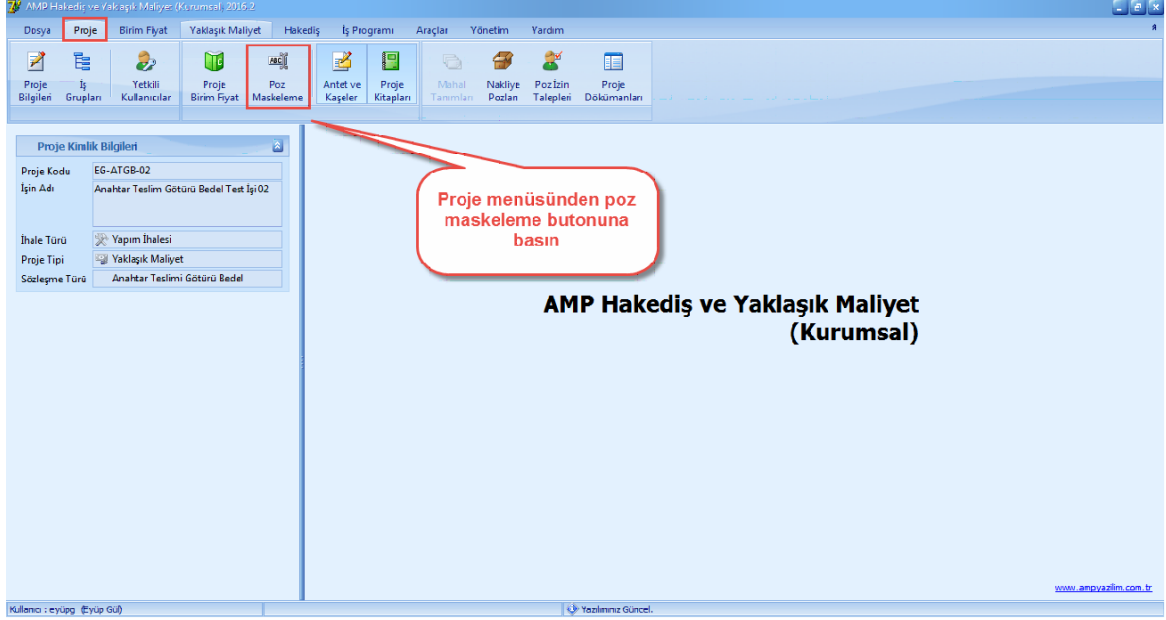 AMP Hakediş ve Yaklaşık Maliyet (Kurumsal) 2016-2
Dosya Proje Birim Fiyat Yaklaşık Maliyet Hakediş İş Programı Araçlar Yönetim Yardım
Proje Bilgileri
İş Grupları
Yetkili Kullanıcılar
Proje Birim Fiyat
Poz Maskeleme
Antet ve Kaşeler
Proje Kitapları
Mahal Tanımları
Nakliye Pozları
Poz İzin Talepleri
Proje Dökümanları
Proje Kimlik Bilgileri
Proje Kodu EG-ATGB-02
İşin Adı Anahtar Teslim Götürü Bedel Test İşi 02
İhale Türü Yapım İhalesi
Proje Tipi Yaklaşık Maliyet
Sözleşme Türü Anahtar Teslimi Götürü Bedel
Proje menüsünden poz
maskeleme butonuna
basın
AMP Hakediş ve Yaklaşık Maliyet
(Kurumsal)
www.ampyazilim.com.tr
Kullanıcı : eyüpg (Eyüp Gül)
Yazılımınız Güncel.